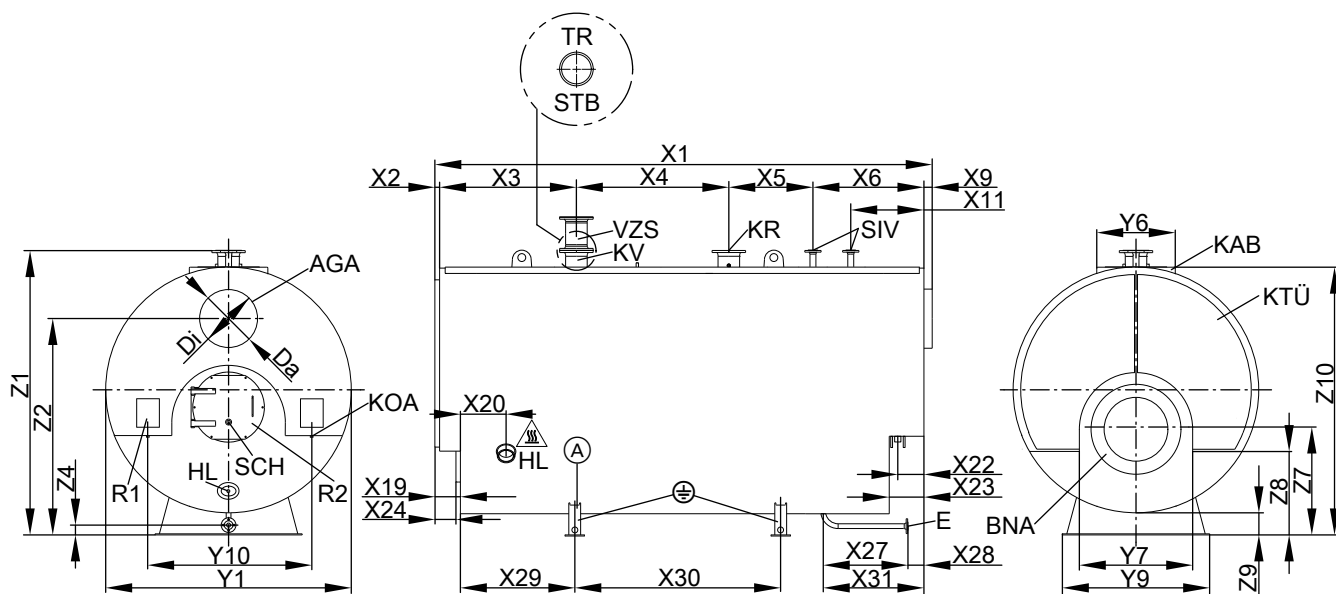 TR
STB
X1
X2
X3
X4
X5
X6
X9
X11
VZS
KV
KR
SIV
Y6
KAB
KTÜ
AGA
Di
Da
Z1
Z2
Z4
KOA
SCH
HL
R1
R2
Y10
Y1
X20
HL
A
X19
X24
X22
X23
E
X27
X28
X29
X30
X31
BNA
Z10
Z7
Z8
Z9
Y7
Y9